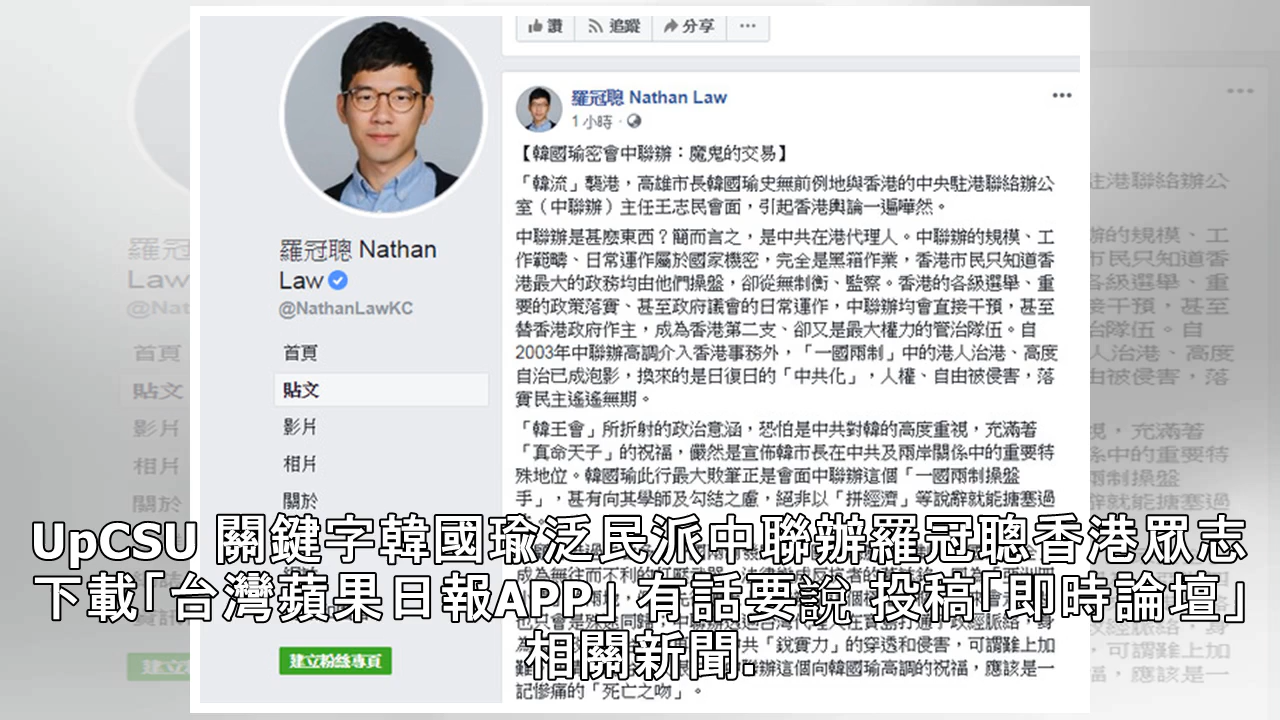 讚 追蹤 分享 ...
羅冠聰 Nathan Law
1 小時
【韓國瑜密會中聯辦：魔鬼的交易】
「韓流」襲港，高雄市長韓國瑜史無前例地與香港的中央駐港聯絡辦公
室（中聯辦）主任王志民會面，引起香港輿論一遍嘩然。
中聯辦是甚麼東西？簡而言之，是中共在港代理人。中聯辦的規模、工
作範疇、日常運作屬於國家機密，完全是黑箱作業，香港市民只知道香
港最大的政務均由他們操盤，卻從無制衡、監察。香港的各級選舉、重
要的政策落實、甚至政府議會的日常運作，中聯辦均會直接干預，甚至
替香港政府作主，成為香港第二支、卻又是最大權力的管治隊伍。自
2003年中聯辦高調介入香港事務外，「一國兩制」中的港人治港、高度
自治已成泡影，換來的是日復日的「中共化」，人權、自由被侵害，落
實民主遙遙無期。
「韓王會」所折射的政治意涵，恐怕是中共對韓的高度重視，充滿著
「真命天子」的祝福，儼然是宣佈韓市長在中共及兩岸關係中的重要特
殊地位。韓國瑜此行最大敗筆正是會面中聯辦這個「一國兩制操盤
手」，甚有向其學師及勾結之慮，絕非以「拼經濟」等說辭就能搪塞過
共「銳實力」的穿透和侵害，可謂難上加
辦這個向韓國瑜高調的祝福，應該是一
記慘痛的「死亡之吻」。
羅冠聰 Nathan
Law
@NathanLawKC
首頁
貼文
影片
相片
關於
建立粉絲專頁
UpCSU 關鍵字韓國瑜泛民派中聯辦羅冠聰香港眾志
下載「台灣蘋果日報APP」 有話要說 投稿「即時論壇」
相關新聞.